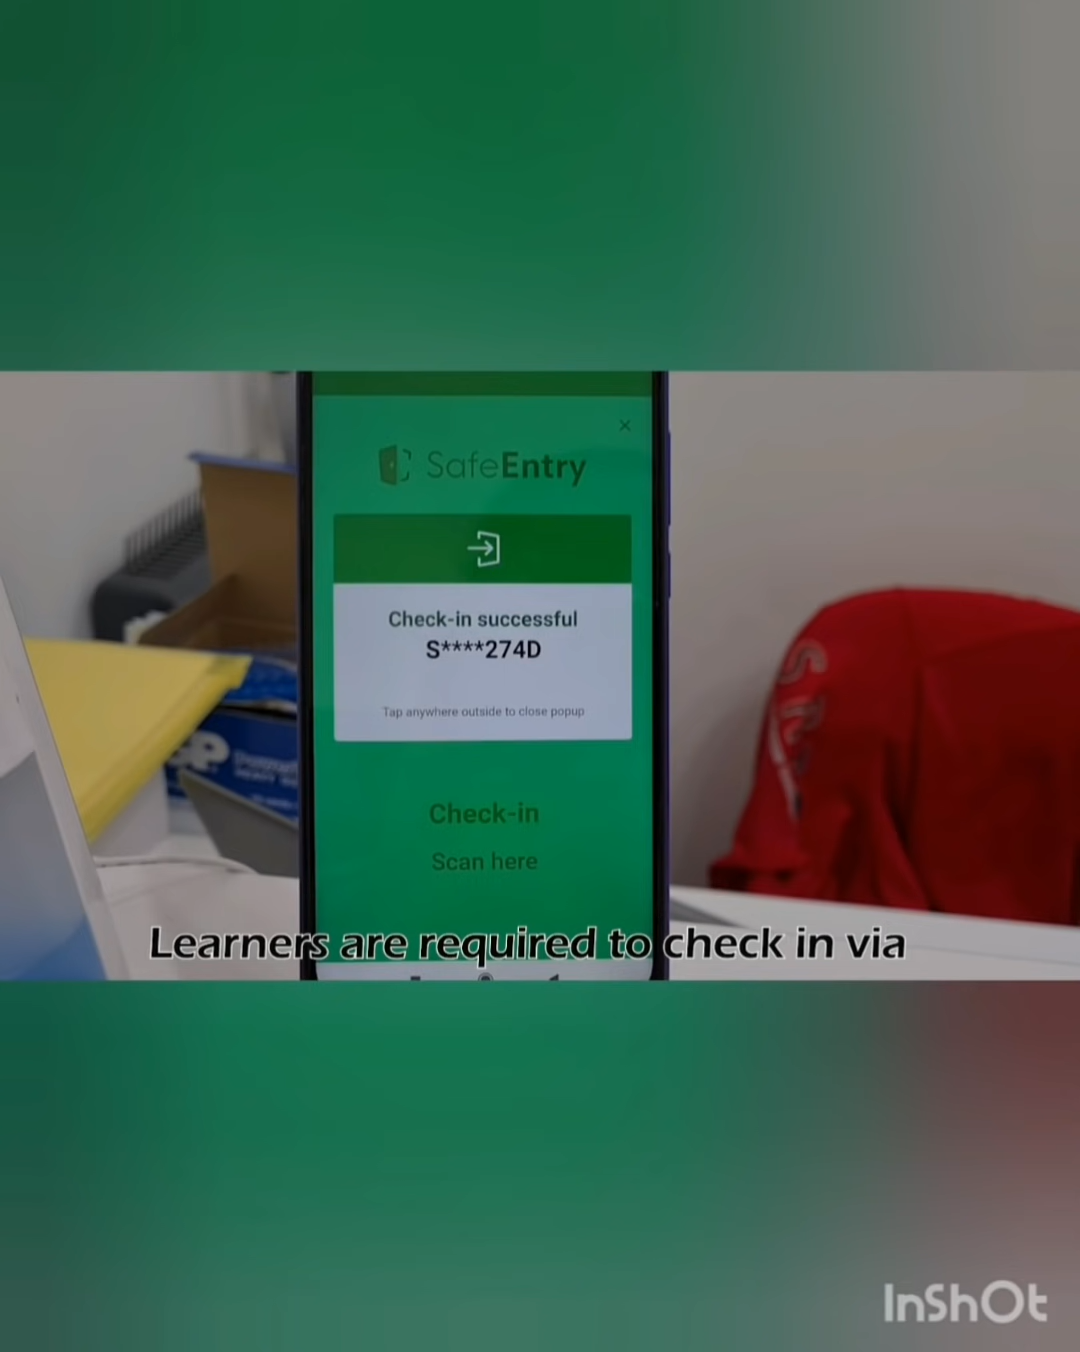 SafeEntry
Check-in successful
S****274D
Tap anywhere outside to close popup
Check-in
Scan here
GP
Learners are required to check in via
InShOt